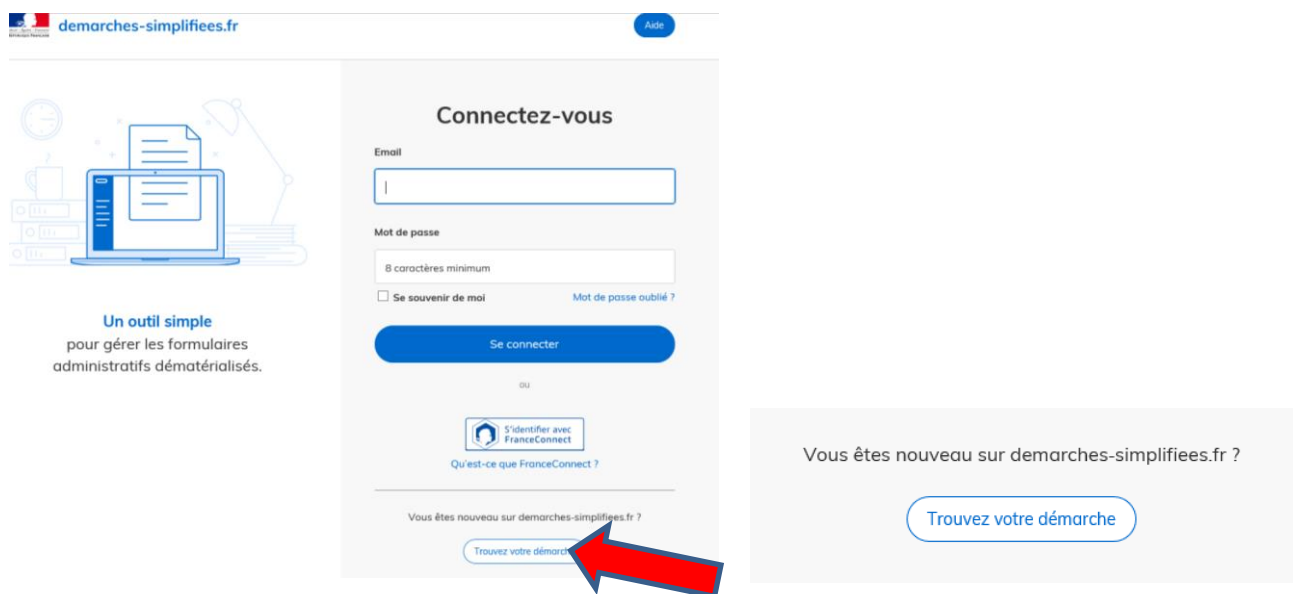 demarches-simplifiees.fr
Aide
Connectez-vous
Email
Mot de passe
8 caractères minimum
Se souvenir de moi
Mot de passe oublié ?
Un outil simple
pour gérer les formulaires
administratifs dématérialisés.
Se connecter
ou
S'identifier avec
FranceConnect
Qu'est-ce que FranceConnect ?
Vous êtes nouveau sur demarches-simplifiees.fr ?
Trouvez votre
Vous êtes nouveau sur demarches-simplifiees.fr ?
Trouvez votre démarche